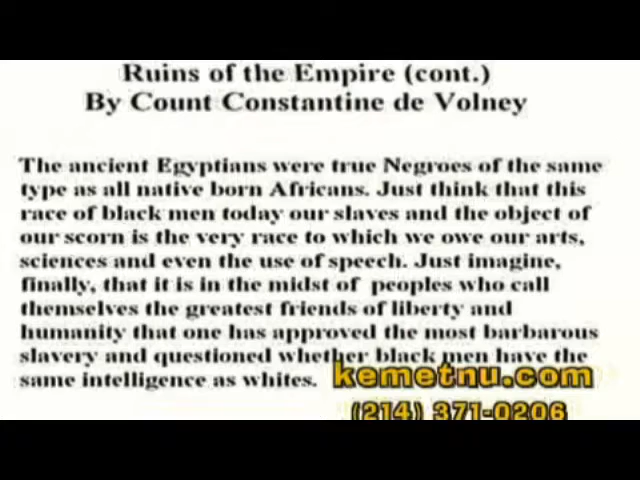 Ruins of the Empire (cont.)
By Count Constantine de Volney
The ancient Egyptians were true Negroes of the same
type as all native born Africans. Just think that this
race of black men today our slaves and the object of
our scorn is the very race to which we owe our arts,
sciences and even the use of speech. Just imagine,
finally, that it is in the midst of peoples who call
themselves the greatest friends of liberty and
humanity that one has approved the most barbarous
slavery and questioned whether black men have the
same intelligence as whites.
kemetnu.com
(214) 371-0206